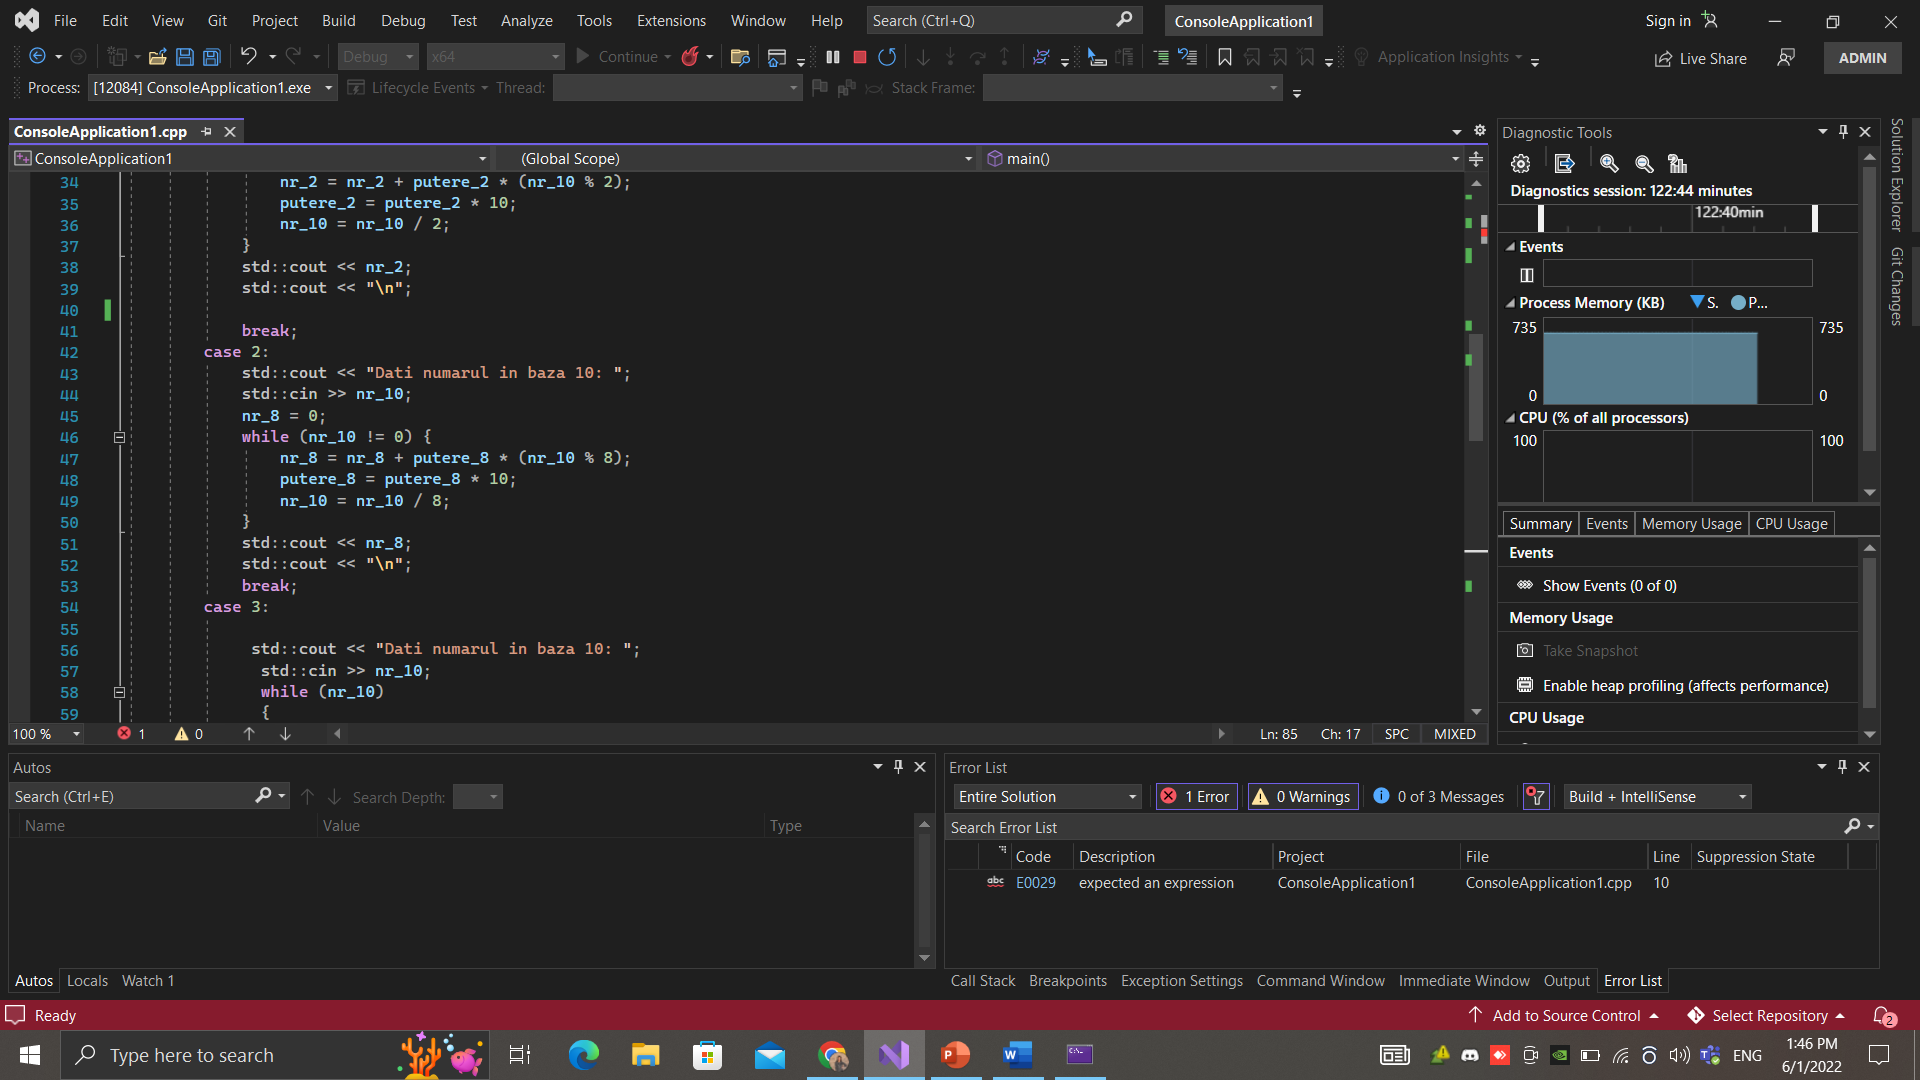 File Edit View Git Project Build Debug Test Analyze Tools Extensions Window Help Search (Ctrl+Q) ConsoleApplication1 Sign in
Debug x64 Continue Application Insights Live Share ADMIN
Process: [12084] ConsoleApplication1.exe Lifecycle Events Thread: Stack Frame:
ConsoleApplication1.cpp
ConsoleApplication1 (Global Scope) main()
34 nr_2 = nr_2 + putere_2 * (nr_10 % 2);
35 putere_2 = putere_2 * 10;
36 nr_10 = nr_10 / 2;
37 }
38 std::cout << nr_2;
39 std::cout << "\n";
40
41 break;
42 case 2:
43 std::cout << "Dati numarul in baza 10: ";
44 std::cin >> nr_10;
45 nr_8 = 0;
46 while (nr_10 != 0) {
47 nr_8 = nr_8 + putere_8 * (nr_10 % 8);
48 putere_8 = putere_8 * 10;
49 nr_10 = nr_10 / 8;
50 }
51 std::cout << nr_8;
52 std::cout << "\n";
53 break;
54 case 3:
55
56 std::cout << "Dati numarul in baza 10: ";
57 std::cin >> nr_10;
58 while (nr_10)
59 {
100 % 1 0 Ln: 85 Ch: 17 SPC MIXED
Diagnostic Tools
Diagnostics session: 122:44 minutes
122:40min
Events
Process Memory (KB) S. P...
735 735
0 0
CPU (% of all processors)
100 100
Summary Events Memory Usage CPU Usage
Events
Show Events (0 of 0)
Memory Usage
Take Snapshot
Enable heap profiling (affects performance)
CPU Usage
Solution Explorer
Git Changes
Autos
Search (Ctrl+E) Search Depth:
Name Value Type
Autos Locals Watch 1
Error List
Entire Solution 1 Error 0 Warnings 0 of 3 Messages Build + IntelliSense
Search Error List
Code Description Project File Line Suppression State
abc E0029 expected an expression ConsoleApplication1 ConsoleApplication1.cpp 10
Call Stack Breakpoints Exception Settings Command Window Immediate Window Output Error List
Ready Add to Source Control Select Repository 2
Type here to search ENG 1:46 PM
6/1/2022